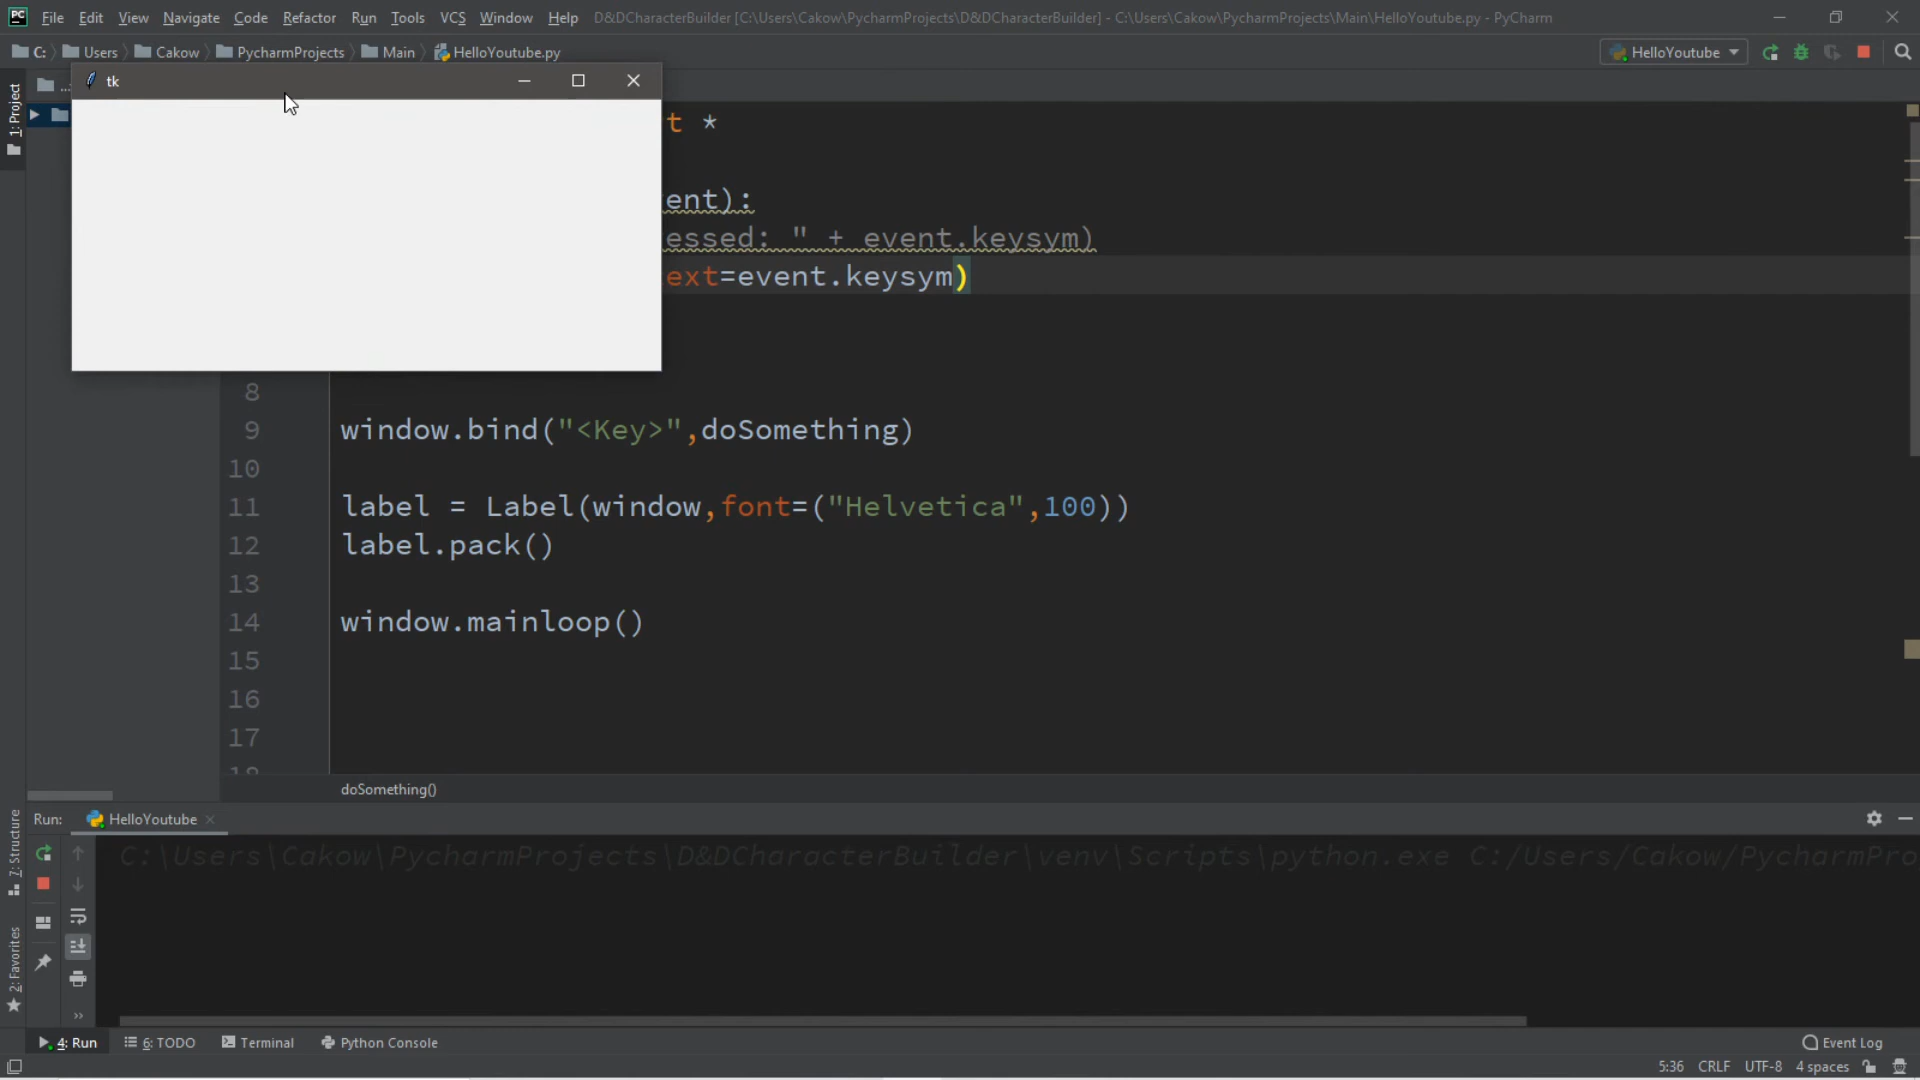 PC File Edit View Navigate Code Refactor Run Tools VCS Window Help D&DCharacterBuilder [C:\Users\Cakow\PycharmProjects\D&DCharacterBuilder] - C:\Users\Cakow\PycharmProjects\Main\HelloYoutube.py - PyCharm
C: Users Cakow PycharmProjects Main HelloYoutube.py HelloYoutube
1: Project
...
tk
t *
ent):
essed: " + event.keysym)
ext=event.keysym)
8
9 window.bind("<Key>",doSomething)
10
11 label = Label(window,font=("Helvetica",100))
12 label.pack()
13
14 window.mainloop()
15
16
17
18
doSomething()
7: Structure
2: Favorites
Run: HelloYoutube
C:\Users\Cakow\PycharmProjects\D&DCharacterBuilder\venv\Scripts\python.exe C:/Users/Cakow/PycharmPro
4: Run 6: TODO Terminal Python Console Event Log
5:36 CRLF UTF-8 4 spaces